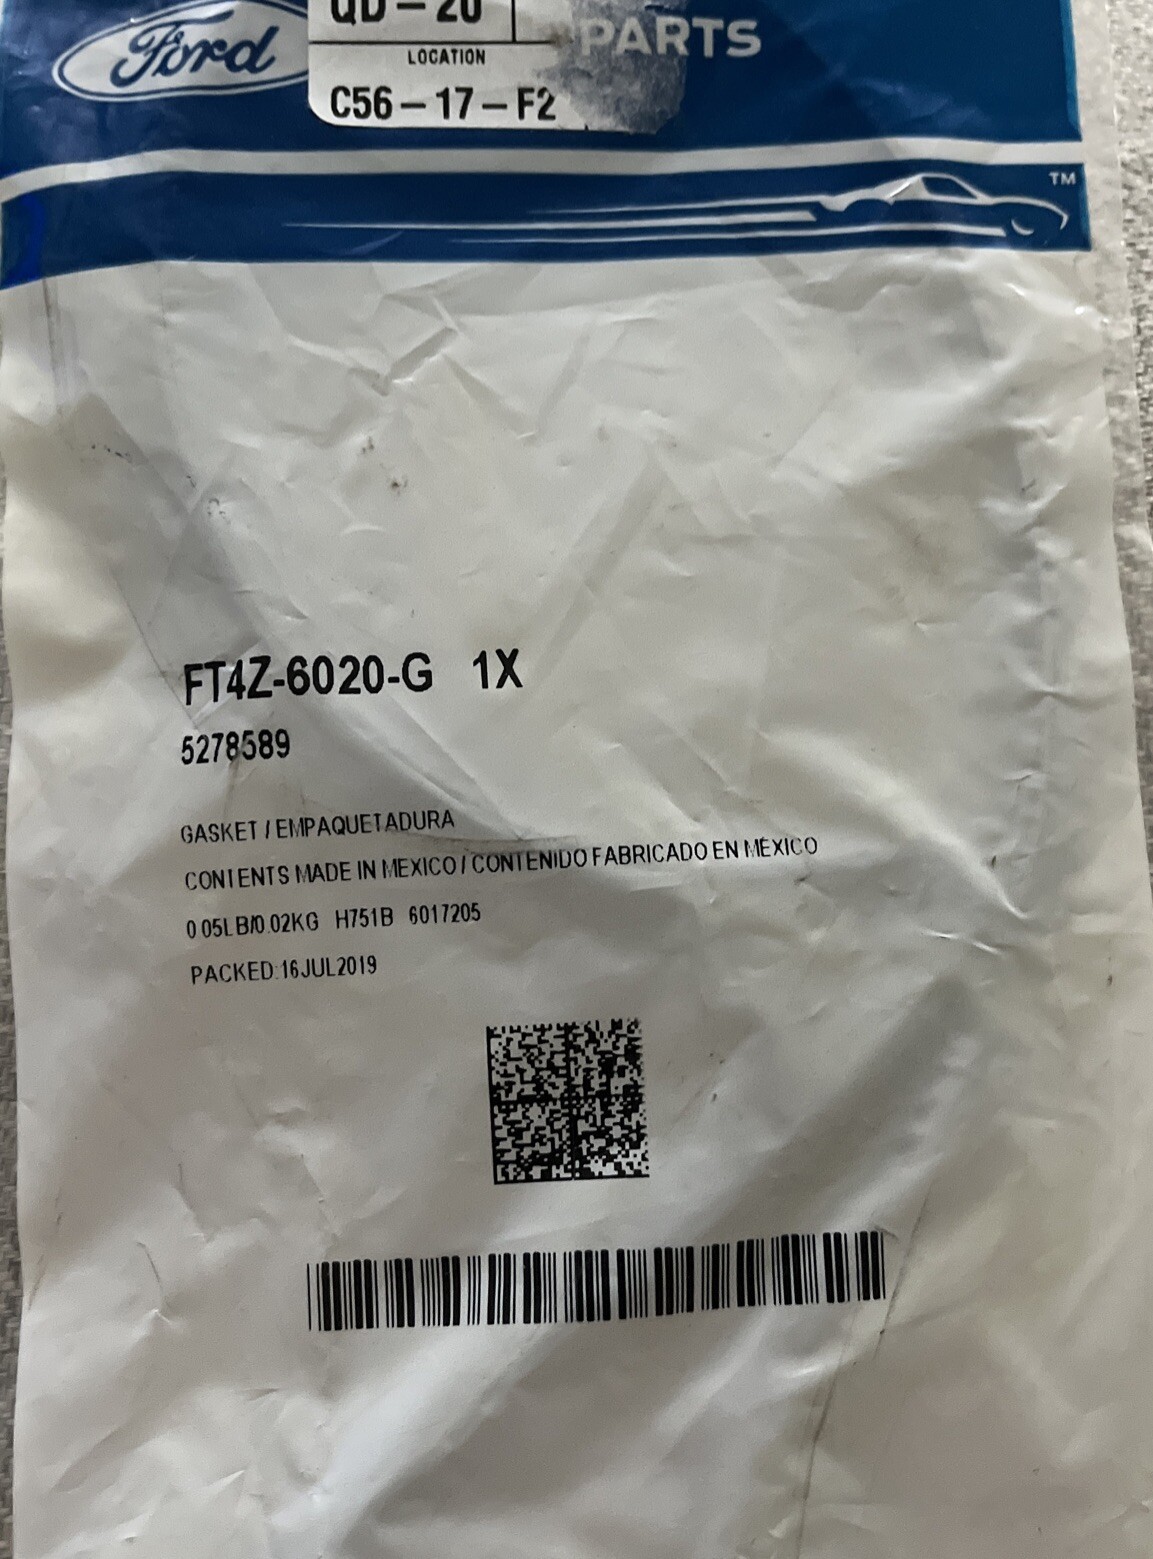 QD-20
Ford
PARTS
LOCATION
C56-17-F2
TM
FT4Z-6020-G 1X
5278589
GASKET / EMPAQUETADURA
CONTENTS MADE IN MEXICO / CONTENIDO FABRICADO EN MÉXICO
0.05LB/0.02KG H751B 6017205
PACKED:16JUL2019